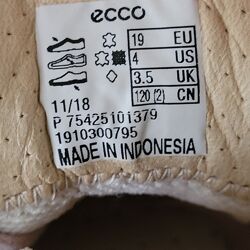 ecco
19 EU
4 US
3.5 UK
120 (2) CN
11/18
P 75425101379
1910300795
MADE IN INDONESIA